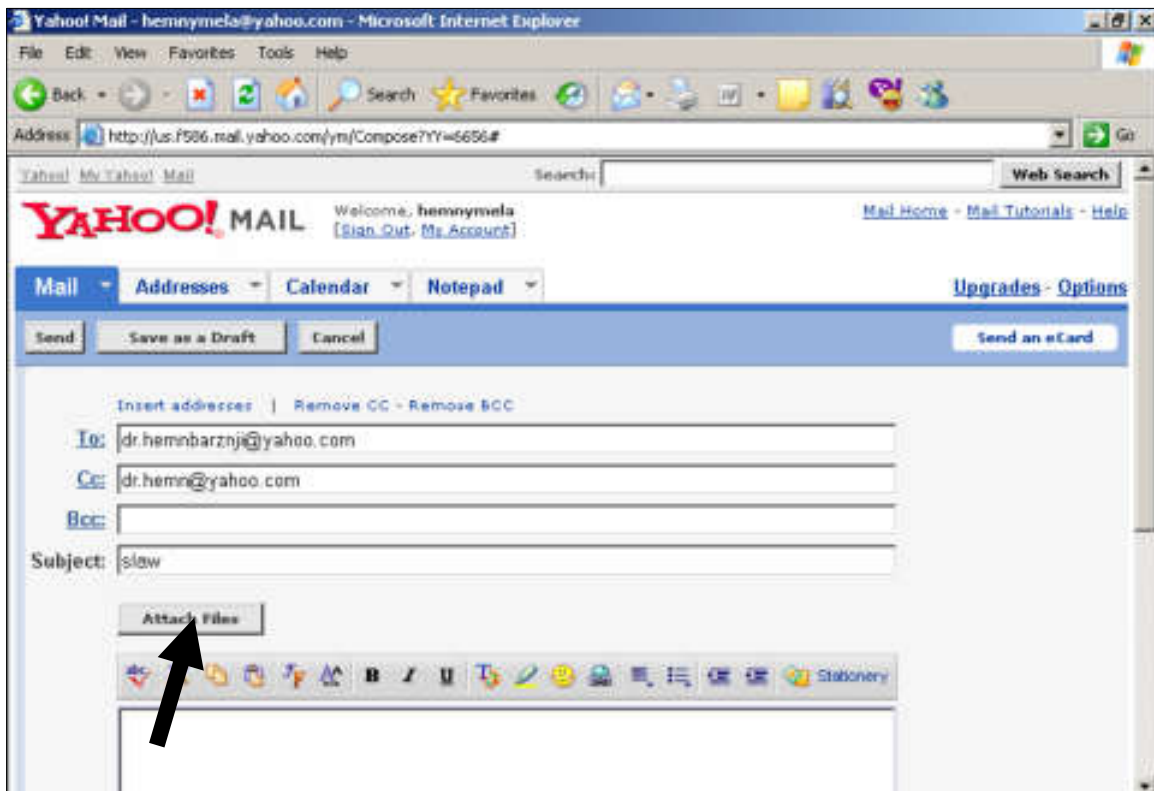 Yahoo! Mail - hemnymela@yahoo.com - Microsoft Internet Explorer
File Edit View Favorites Tools Help
Back Search Favorites
Address http://us.f586.mail.yahoo.com/ym/Compose?YY=6656# Go
Yahoo! My Yahoo! Mail Search: Web Search
YAHOO! MAIL Welcome, hemnymela Mail Home - Mail Tutorials - Help
[Sign Out, My Account]
Mail Addresses Calendar Notepad Upgrades - Options
Send Save as a Draft Cancel Send an eCard
Insert addresses | Remove CC - Remove BCC
To: dr.hemnbarznji@yahoo.com
Cc: dr.hemn@yahoo.com
Bcc:
Subject: slaw
Attach Files
B I U Stationery